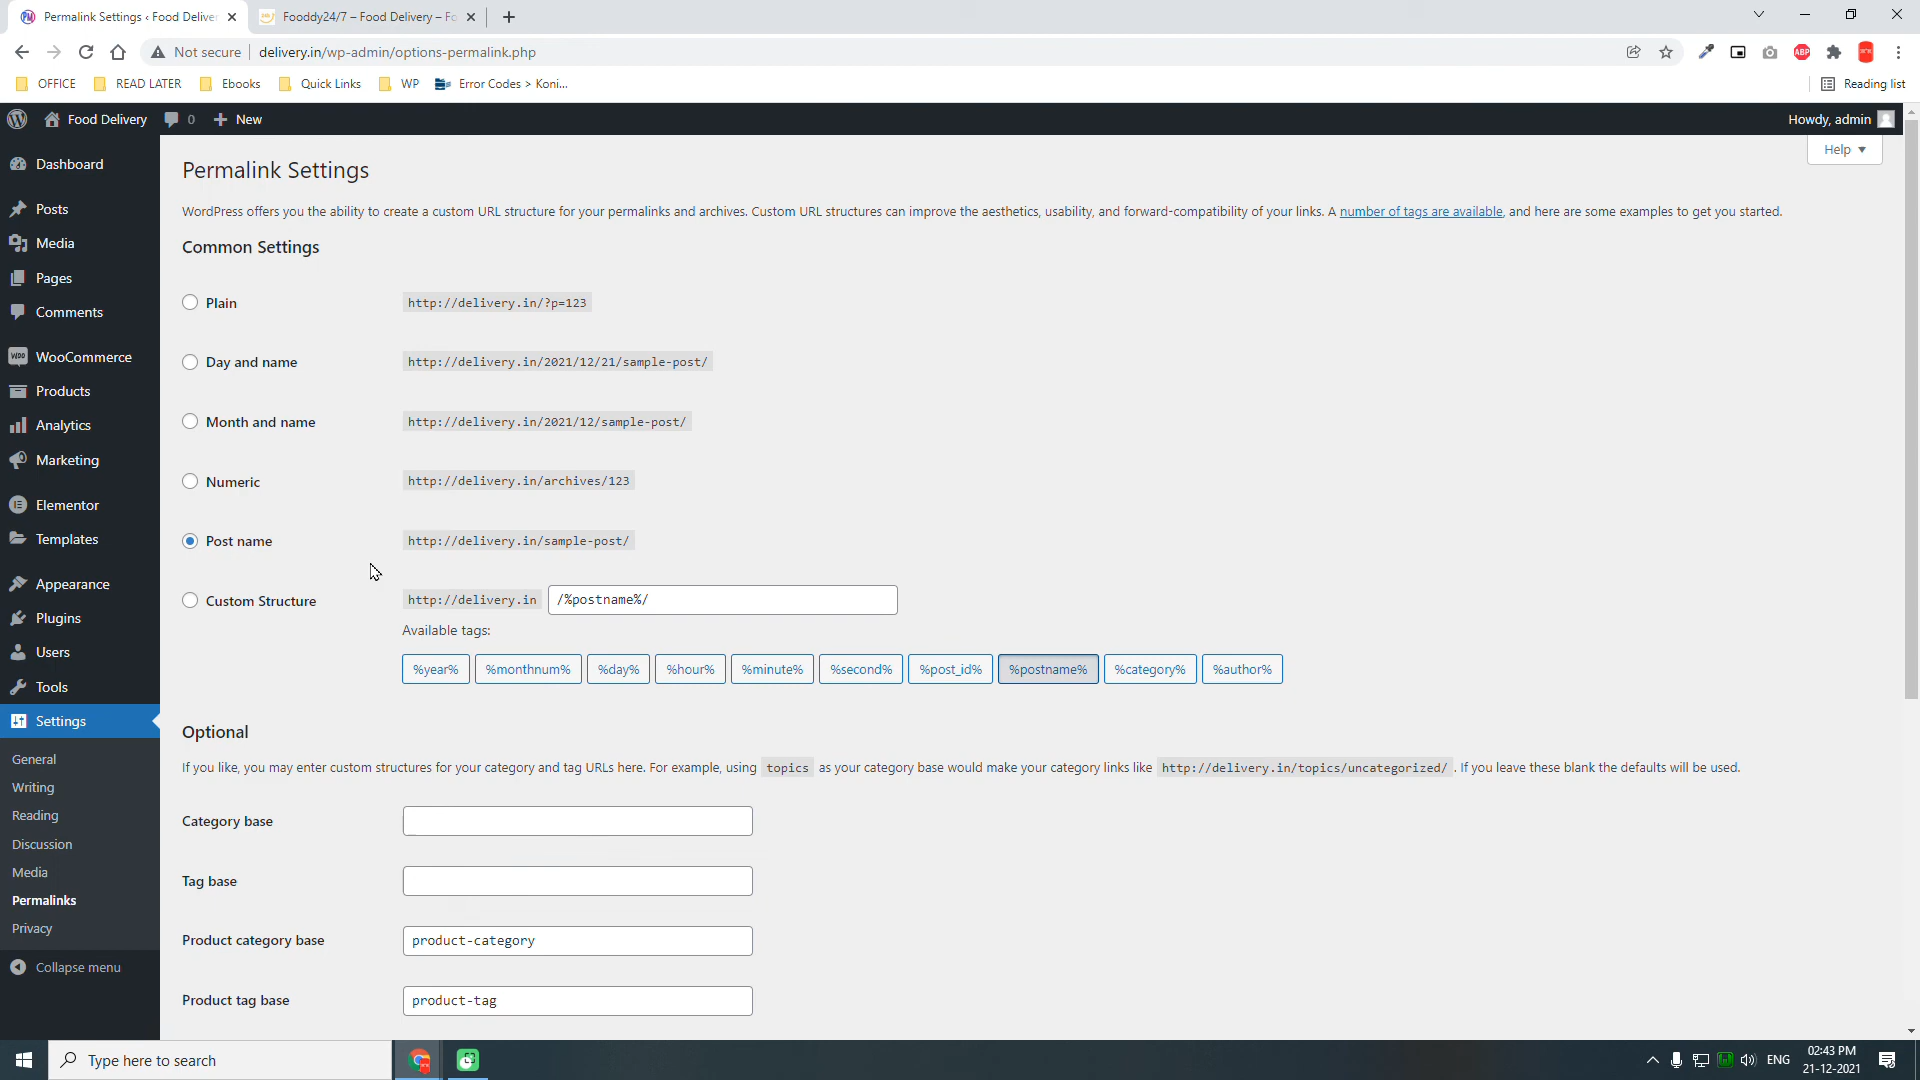 Permalink Settings ‹ Food Deliver
Fooddy24/7 – Food Delivery – Fo
Not secure
delivery.in/wp-admin/options-permalink.php
ABP
OFFICE
READ LATER
Ebooks
Quick Links
WP
Error Codes > Koni...
Reading list
Food Delivery
0
New
Howdy, admin
Dashboard
Posts
Media
Pages
Comments
WooCommerce
Products
Analytics
Marketing
Elementor
Templates
Appearance
Plugins
Users
Tools
Settings
General
Writing
Reading
Discussion
Media
Permalinks
Privacy
Collapse menu
Help
Permalink Settings
WordPress offers you the ability to create a custom URL structure for your permalinks and archives. Custom URL structures can improve the aesthetics, usability, and forward-compatibility of your links. A number of tags are available, and here are some examples to get you started.
Common Settings
Plain
http://delivery.in/?p=123
Day and name
http://delivery.in/2021/12/21/sample-post/
Month and name
http://delivery.in/2021/12/sample-post/
Numeric
http://delivery.in/archives/123
Post name
http://delivery.in/sample-post/
Custom Structure
http://delivery.in
/%postname%/
Available tags:
%year%
%monthnum%
%day%
%hour%
%minute%
%second%
%post_id%
%postname%
%category%
%author%
Optional
If you like, you may enter custom structures for your category and tag URLs here. For example, using topics as your category base would make your category links like http://delivery.in/topics/uncategorized/ . If you leave these blank the defaults will be used.
Category base
Tag base
Product category base
product-category
Product tag base
product-tag
Type here to search
ENG
02:43 PM
21-12-2021